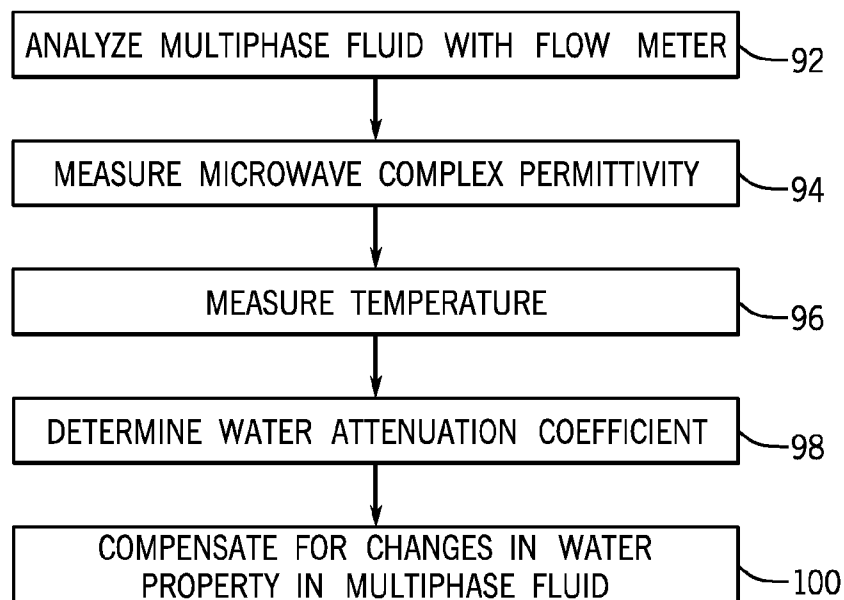 ANALYZE MULTIPHASE FLUID WITH FLOW METER
92
MEASURE MICROWAVE COMPLEX PERMITTIVITY
94
MEASURE TEMPERATURE
96
DETERMINE WATER ATTENUATION COEFFICIENT
98
COMPENSATE FOR CHANGES IN WATER
PROPERTY IN MULTIPHASE FLUID
100